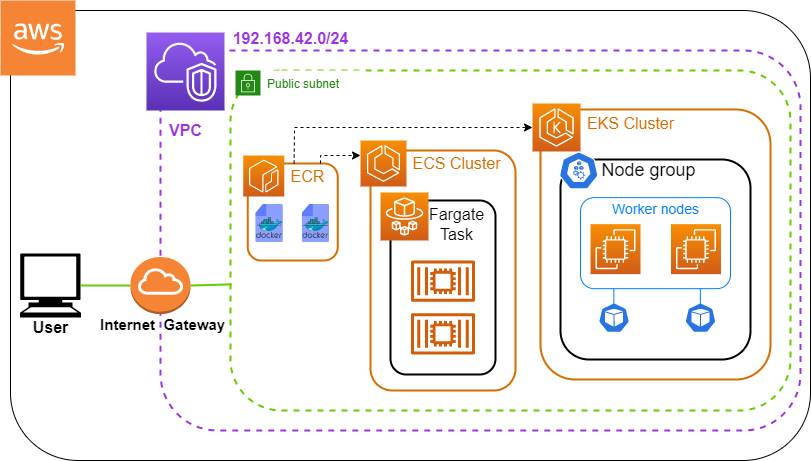 aws
192.168.42.0/24
Public subnet
VPC
EKS Cluster
ECR
ECS Cluster
Node group
docker
docker
Fargate
Task
Worker nodes
K
User
Internet Gateway